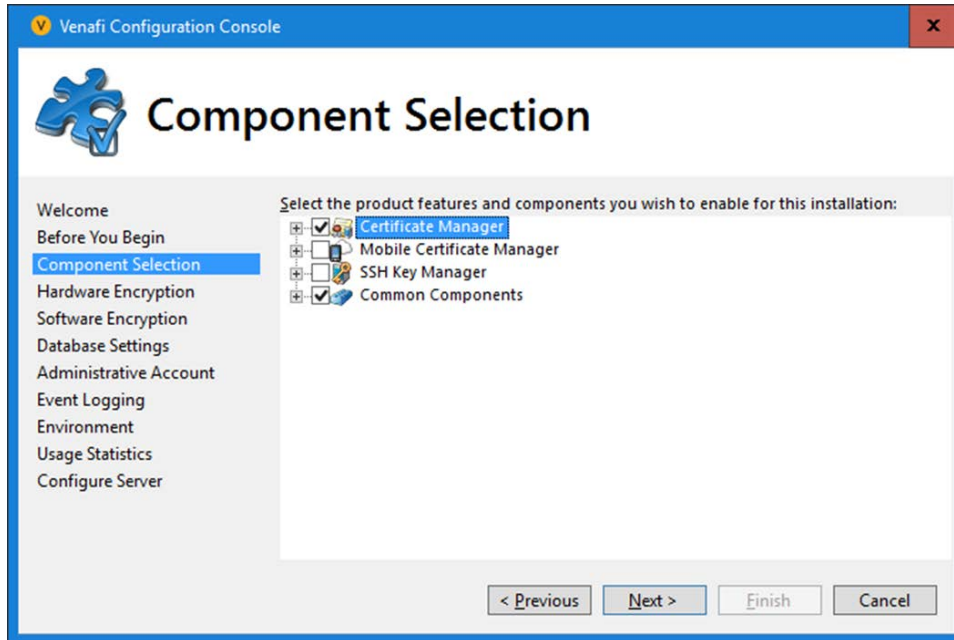 Venafi Configuration Console
Component Selection
Welcome
Before You Begin
Component Selection
Hardware Encryption
Software Encryption
Database Settings
Administrative Account
Event Logging
Environment
Usage Statistics
Configure Server
Select the product features and components you wish to enable for this installation:
Certificate Manager
Mobile Certificate Manager
SSH Key Manager
Common Components
< Previous
Next >
Finish
Cancel